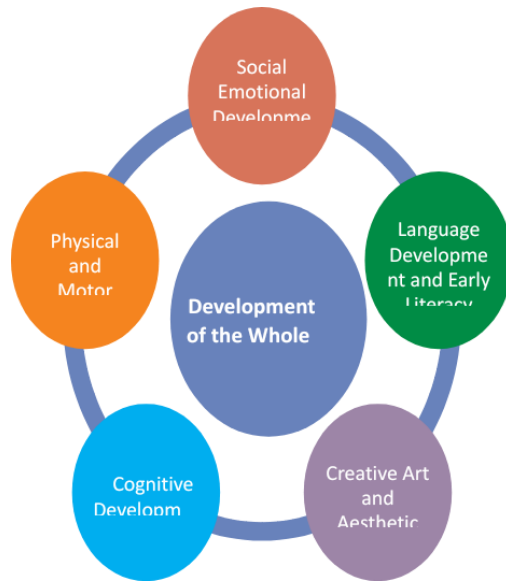 Social
Emotional
Developme
Language
Developme
nt and Early
Literacy
Physical
and
Motor
Development
of the Whole
Creative Art
and
Aesthetic
Cognitive
Developm